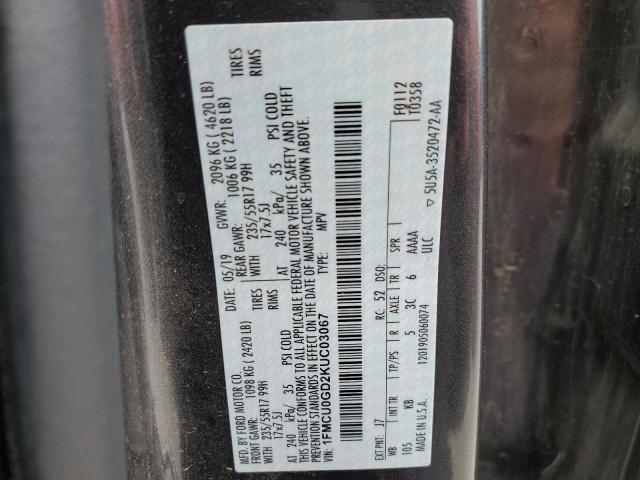 MFD. BY FORD MOTOR CO.
DATE: 05/19 GVWR: 2096 KG ( 4620 LB)
FRONT GAWR: 1098 KG ( 2420 LB) REAR GAWR: 1006 KG ( 2218 LB)
WITH 235/55R17 99H TIRES WITH 235/55R17 99H TIRES
17x7.5J RIMS 17x7.5J RIMS
AT 240 kPa/ 35 PSI COLD AT 240 kPa/ 35 PSI COLD
THIS VEHICLE CONFORMS TO ALL APPLICABLE FEDERAL MOTOR VEHICLE SAFETY AND THEFT
PREVENTION STANDARDS IN EFFECT ON THE DATE OF MANUFACTURE SHOWN ABOVE.
VIN: 1FMCU0GD2KUC03067 TYPE: MPV
F0112
T0358
EXT PNT: J7 RC: 52 DSO:
WB INT TR TP/PS R AXLE TR SPR
105 KB 5 3C 6 AAAA
MADE IN U.S.A. 1201905060074 ULC
▽ 5U5A-3520472-AA